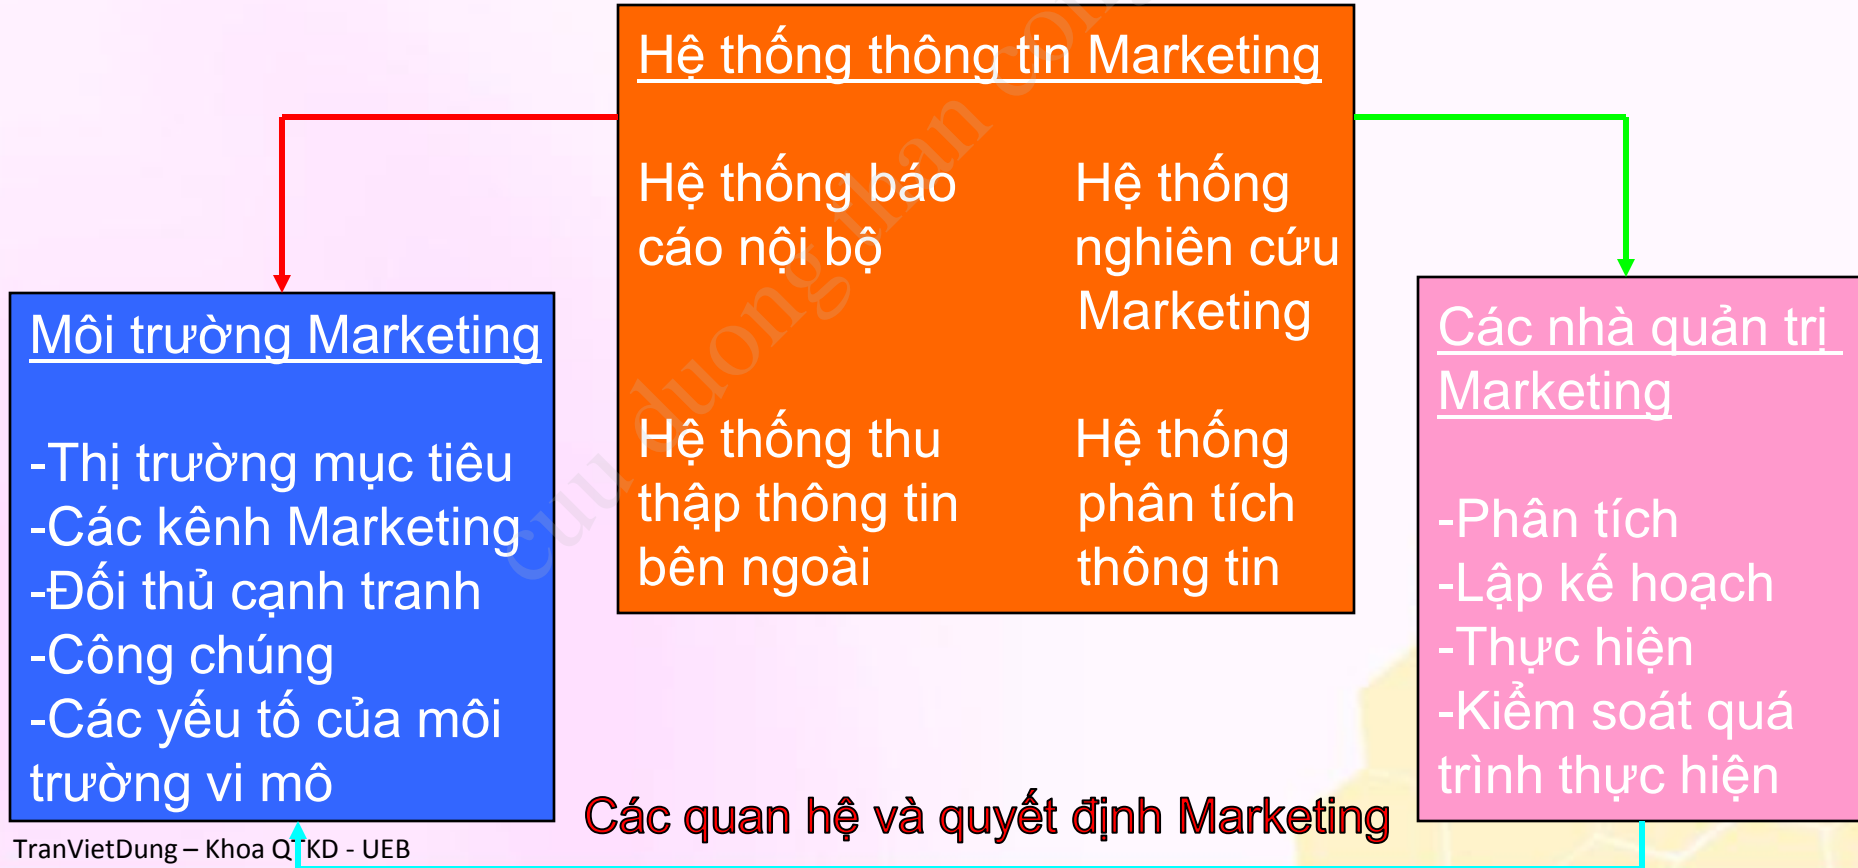 Hệ thống thông tin Marketing
Hệ thống báo
cáo nội bộ
Hệ thống
nghiên cứu
Marketing
Hệ thống thu
thập thông tin
bên ngoài
Hệ thống
phân tích
thông tin
Môi trường Marketing
-Thị trường mục tiêu
-Các kênh Marketing
-Đối thủ cạnh tranh
-Công chúng
-Các yếu tố của môi
trường vi mô
Các nhà quản trị
Marketing
-Phân tích
-Lập kế hoạch
-Thực hiện
-Kiểm soát quá
trình thực hiện
Các quan hệ và quyết định Marketing
TranVietDung – Khoa QTKD - UEB
cuu duong than con